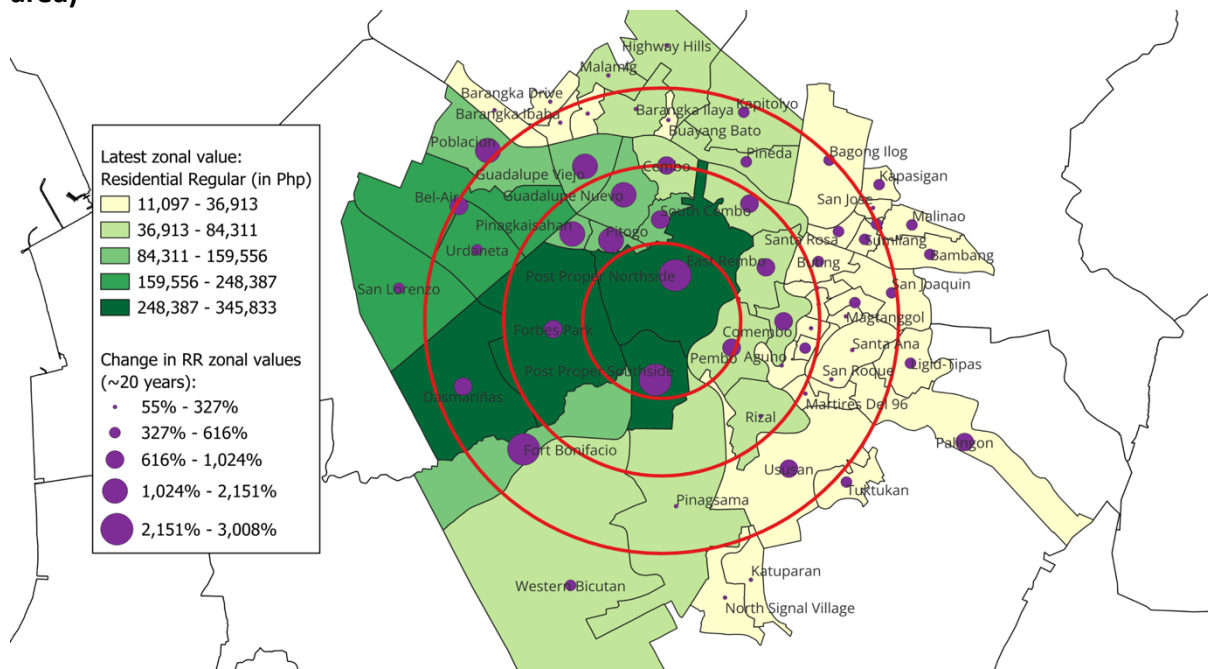 area)
Highway Hills
Malamig
Barangka Drive
Barangka Ibaba
Barangka Ilaya
Kapitolyo
Buayang Bato
Poblacion
Guadalupe Viejo
Cembo
Pineda
Bagong Ilog
Kapasigan
Bel-Air
Guadalupe Nuevo
South Cembo
San Jose
Malinao
Pinagkaisahan
Pitogo
Santa Rosa
Sumilang
Urdaneta
Bambang
Post Proper Northside
East Rembo
Buting
San Joaquin
San Lorenzo
Magtanggol
Forbes Park
Comembo
Santa Ana
Pembo
Aguho
Ligid-Tipas
Post Proper Southside
San Roque
Dasmariñas
Martires Del 96
Rizal
Palingon
Fort Bonifacio
Ususan
Tuktukan
Pinagsama
Katuparan
Western Bicutan
North Signal Village
Latest zonal value:
Residential Regular (in Php)
11,097 - 36,913
36,913 - 84,311
84,311 - 159,556
159,556 - 248,387
248,387 - 345,833
Change in RR zonal values
(~20 years):
55% - 327%
327% - 616%
616% - 1,024%
1,024% - 2,151%
2,151% - 3,008%